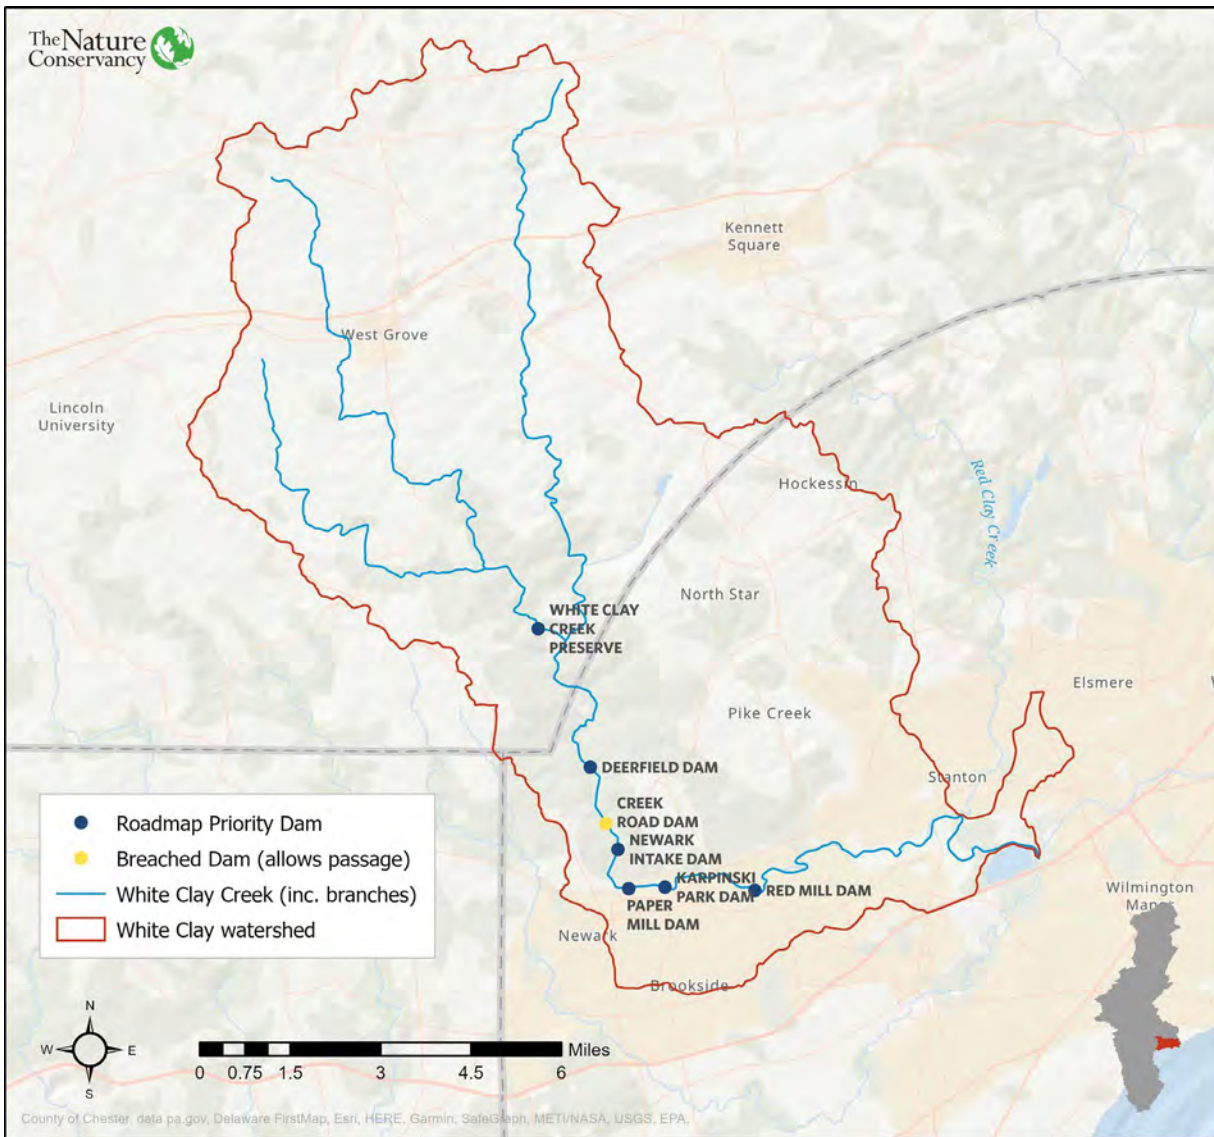 The Nature
Conservancy
Kennett
Square
West Grove
Lincoln
University
Hockessin
Red Clay Creek
North Star
WHITE CLAY
CREEK
PRESERVE
Elsmere
Pike Creek
DEERFIELD DAM
Stanton
CREEK
ROAD DAM
NEWARK
INTAKE DAM
KARPINSKI
PARK DAM
RED MILL DAM
PAPER
MILL DAM
Newark
Wilmington
Brookside
Roadmap Priority Dam
Breached Dam (allows passage)
White Clay Creek (inc. branches)
White Clay watershed
N
W
E
S
Miles
0 0.75 1.5 3 4.5 6
County of Chester, data.pa.gov, Delaware FirstMap, Esri, HERE, Garmin, SafeGraph, METI/NASA, USGS, EPA,